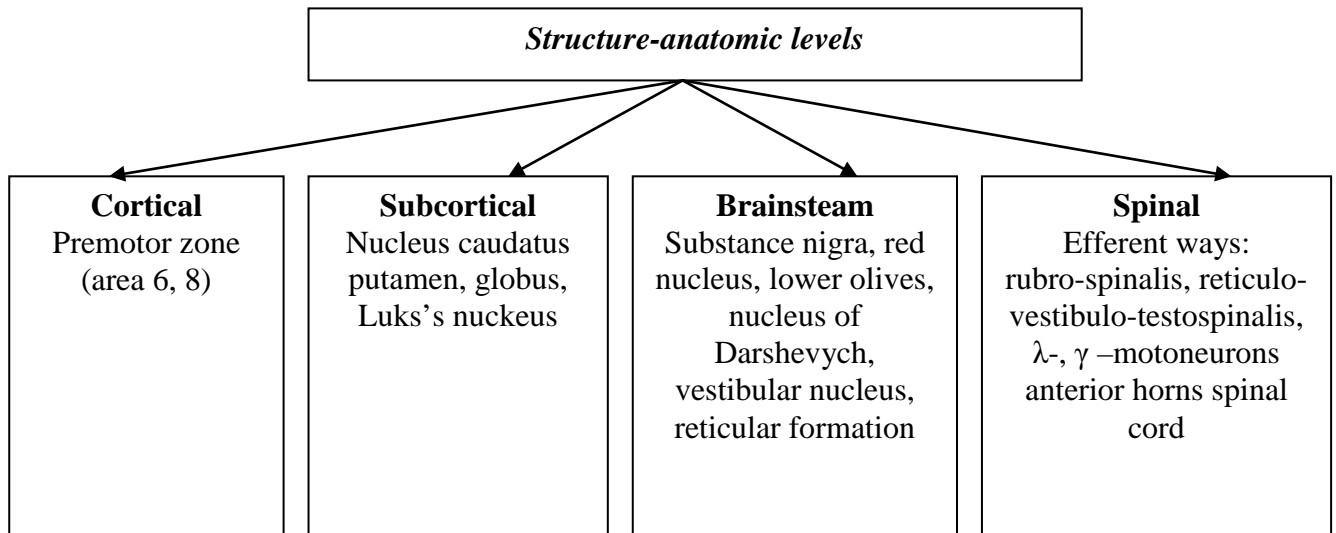 Structure-anatomic levels
Cortical
Premotor zone
(area 6, 8)
Subcortical
Nucleus caudatus
putamen, globus,
Luks’s nuckeus
Brainsteam
Substance nigra, red
nucleus, lower olives,
nucleus of
Darshevych,
vestibular nucleus,
reticular formation
Spinal
Efferent ways:
rubro-spinalis, reticulo-
vestibulo-testospinalis,
λ-, γ –motoneurons
anterior horns spinal
cord